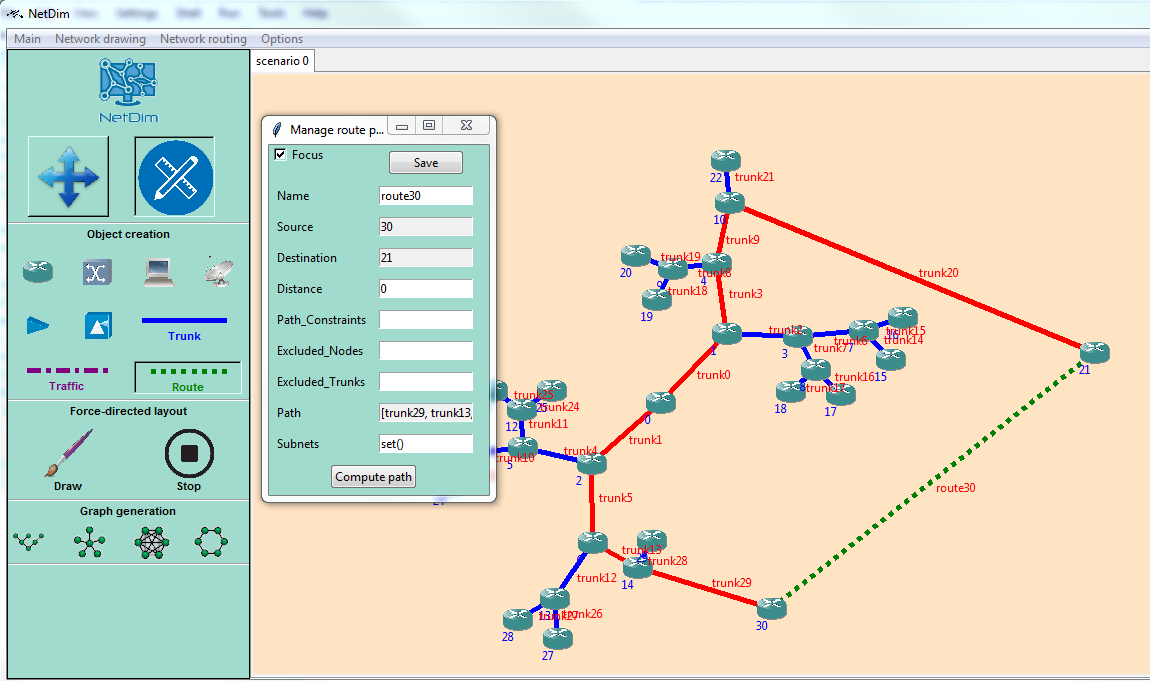 NetDim
Main Network drawing Network routing Options
scenario 0
NetDim
Object creation
Trunk
Traffic
Route
Force-directed layout
Draw
Stop
Graph generation
Manage route p...
Focus
Save
Name
route30
Source
30
Destination
21
Distance
0
Path_Constraints
Excluded_Nodes
Excluded_Trunks
Path
[trunk29, trunk13,
Subnets
set()
Compute path
22
trunk21
10
trunk9
trunk19
20
trunk8
4
trunk18
19
trunk3
trunk20
1
3
trunk15
trunk14
15
trunk16
18
17
21
trunk0
0
trunk1
trunk25
trunk24
12
trunk11
trunk4
trunk10
5
2
trunk5
route30
trunk13
trunk28
14
trunk29
trunk12
30
trunk26
28
27